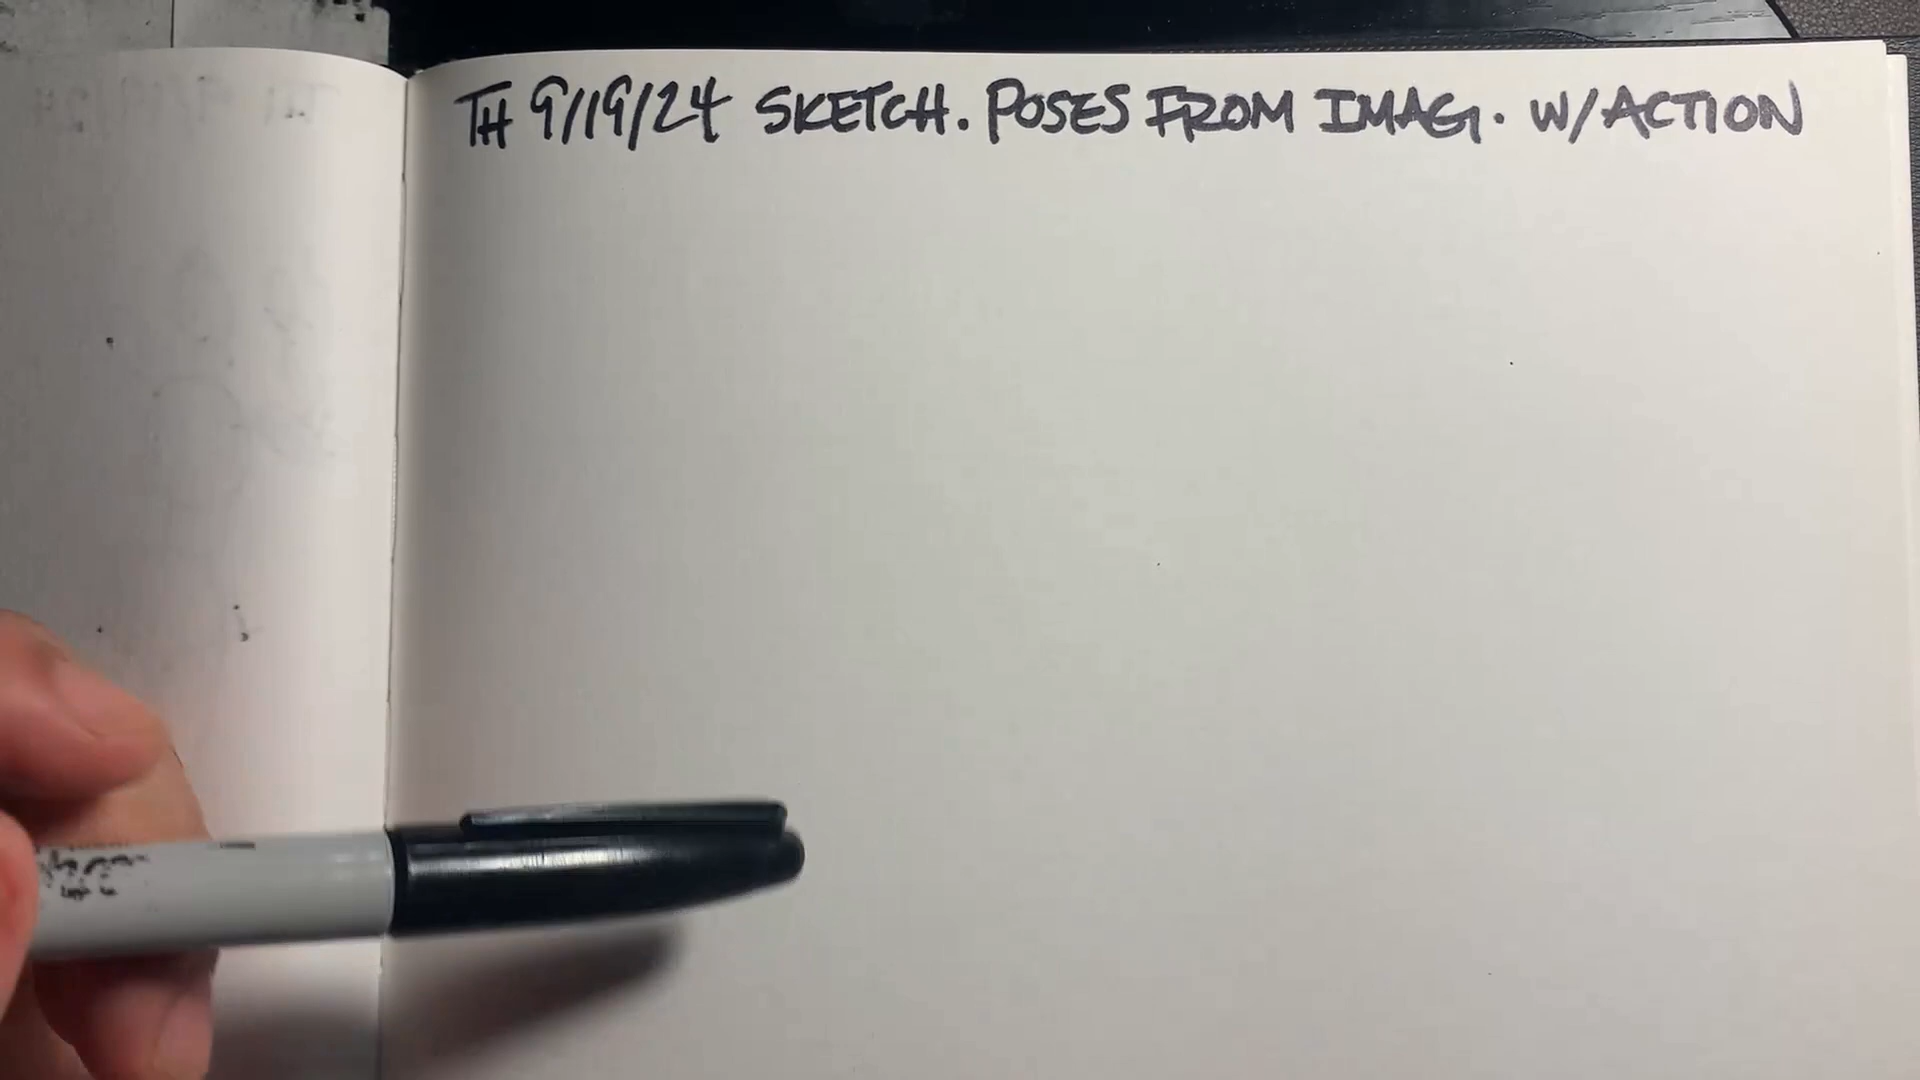 TH 9/19/24 SKETCH. POSES FROM IMAG. W/ACTION